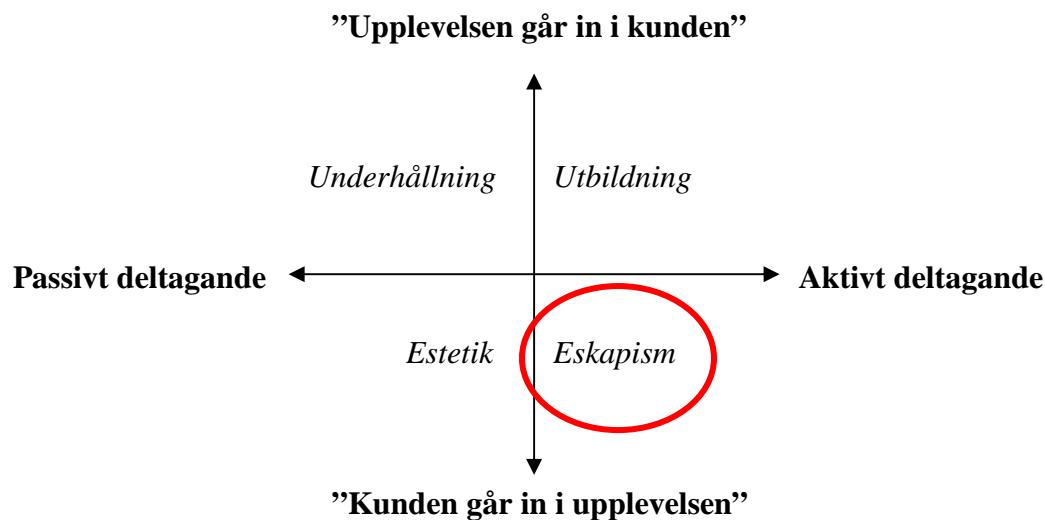 ”Upplevelsen går in i kunden”
Underhållning Utbildning
Passivt deltagande Aktivt deltagande
Estetik Eskapism
”Kunden går in i upplevelsen”